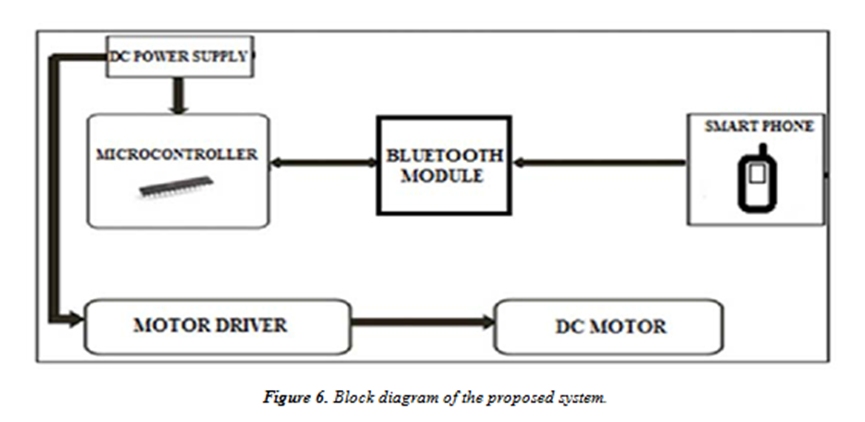 DC POWER SUPPLY
MICROCONTROLLER
BLUETOOTH
MODULE
SMART PHONE
MOTOR DRIVER
DC MOTOR
Figure 6. Block diagram of the proposed system.